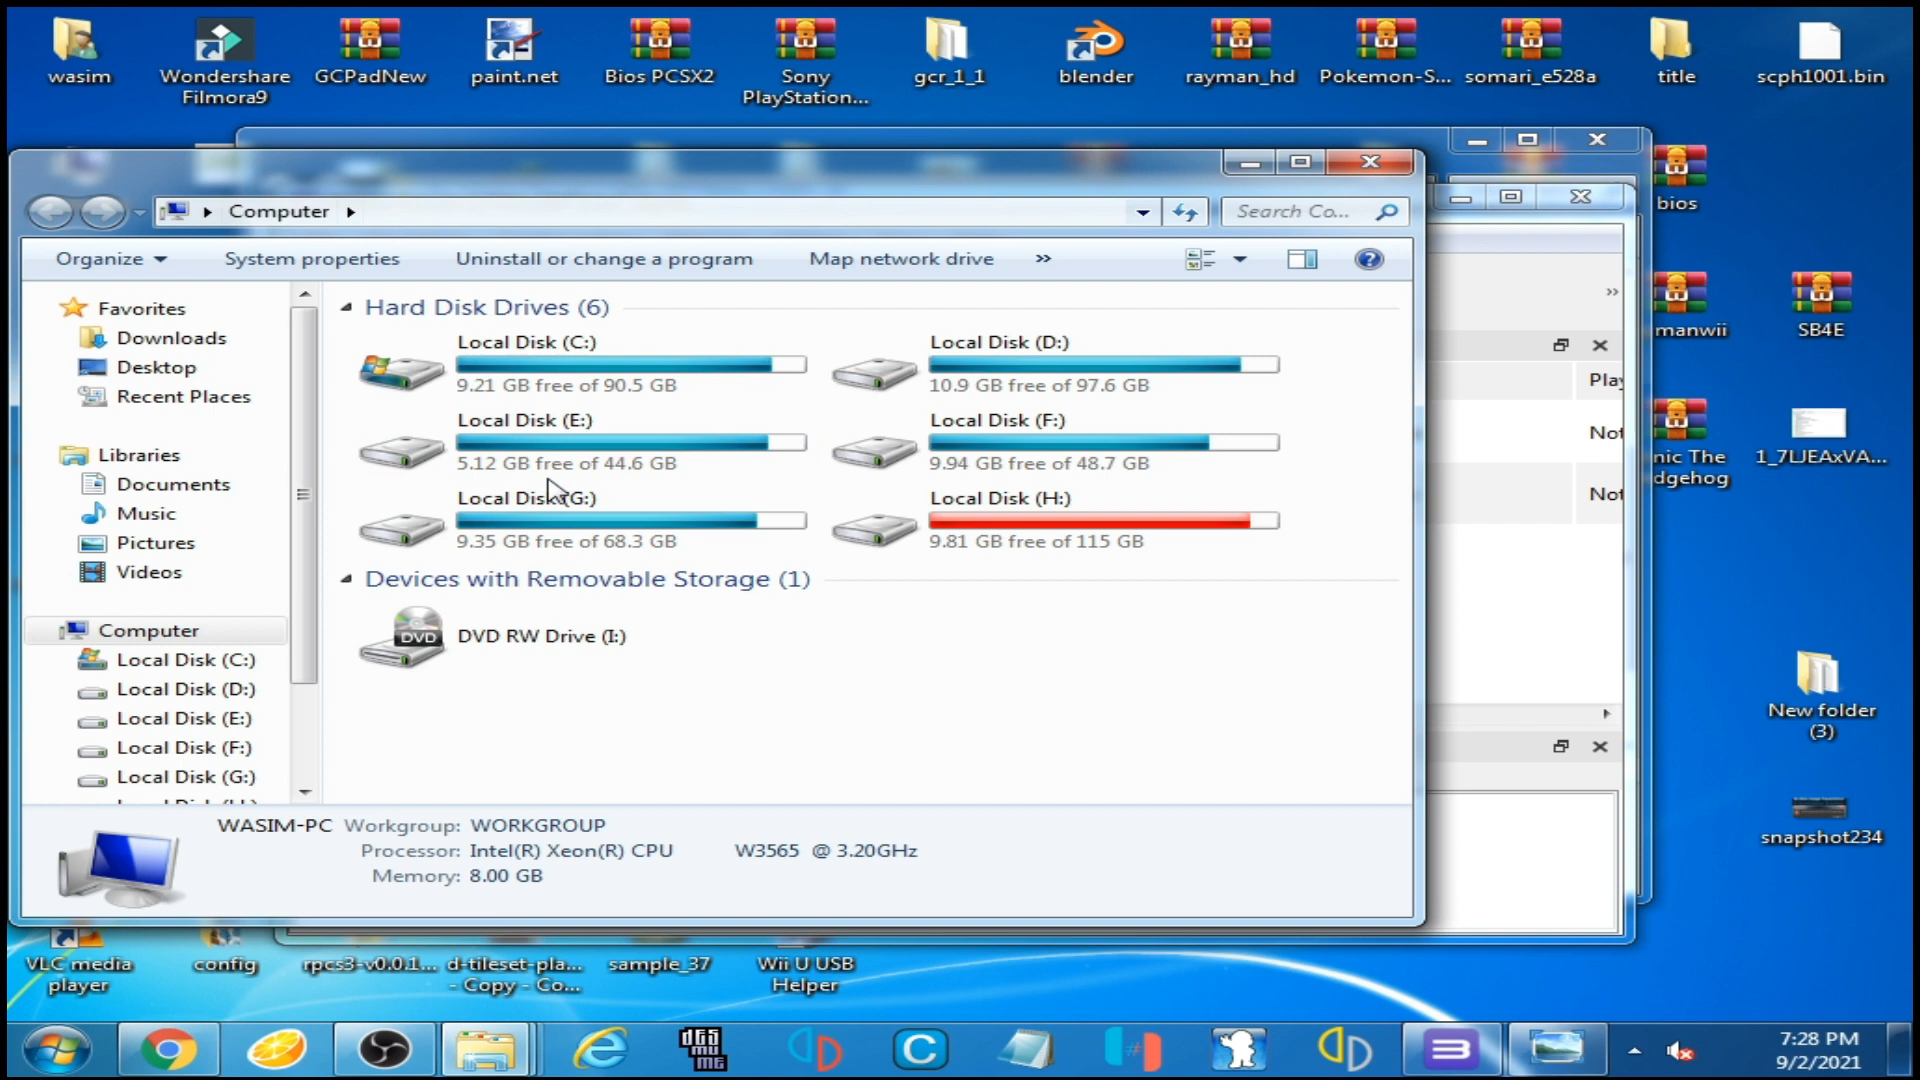 wasim
Wondershare
Filmora9
GCPadNew
paint.net
Bios PCSX2
Sony
PlayStation...
gcr_1_1
blender
rayman_hd
Pokemon-S...
somari_e528a
title
scph1001.bin
bios
Computer
Search Co...
Organize
System properties
Uninstall or change a program
Map network drive
»
»
Favorites
Downloads
Desktop
Recent Places
Libraries
Documents
Music
Pictures
Videos
Computer
Local Disk (C:)
Local Disk (D:)
Local Disk (E:)
Local Disk (F:)
Local Disk (G:)
Hard Disk Drives (6)
Local Disk (C:)
9.21 GB free of 90.5 GB
Local Disk (D:)
10.9 GB free of 97.6 GB
Local Disk (E:)
5.12 GB free of 44.6 GB
Local Disk (F:)
9.94 GB free of 48.7 GB
Local Disk (G:)
9.35 GB free of 68.3 GB
Local Disk (H:)
9.81 GB free of 115 GB
Devices with Removable Storage (1)
DVD
DVD RW Drive (I:)
WASIM-PC Workgroup: WORKGROUP
Processor: Intel(R) Xeon(R) CPU W3565 @ 3.20GHz
Memory: 8.00 GB
Play
Not
Not
manwii
SB4E
nic The
dgehog
1_7LJEAxVA...
New folder
(3)
snapshot234
VLC media
player
config
rpcs3-v0.0.1...
d-tileset-pla...
- Copy - Co...
sample_37
Wii U USB
Helper
7:28 PM
9/2/2021